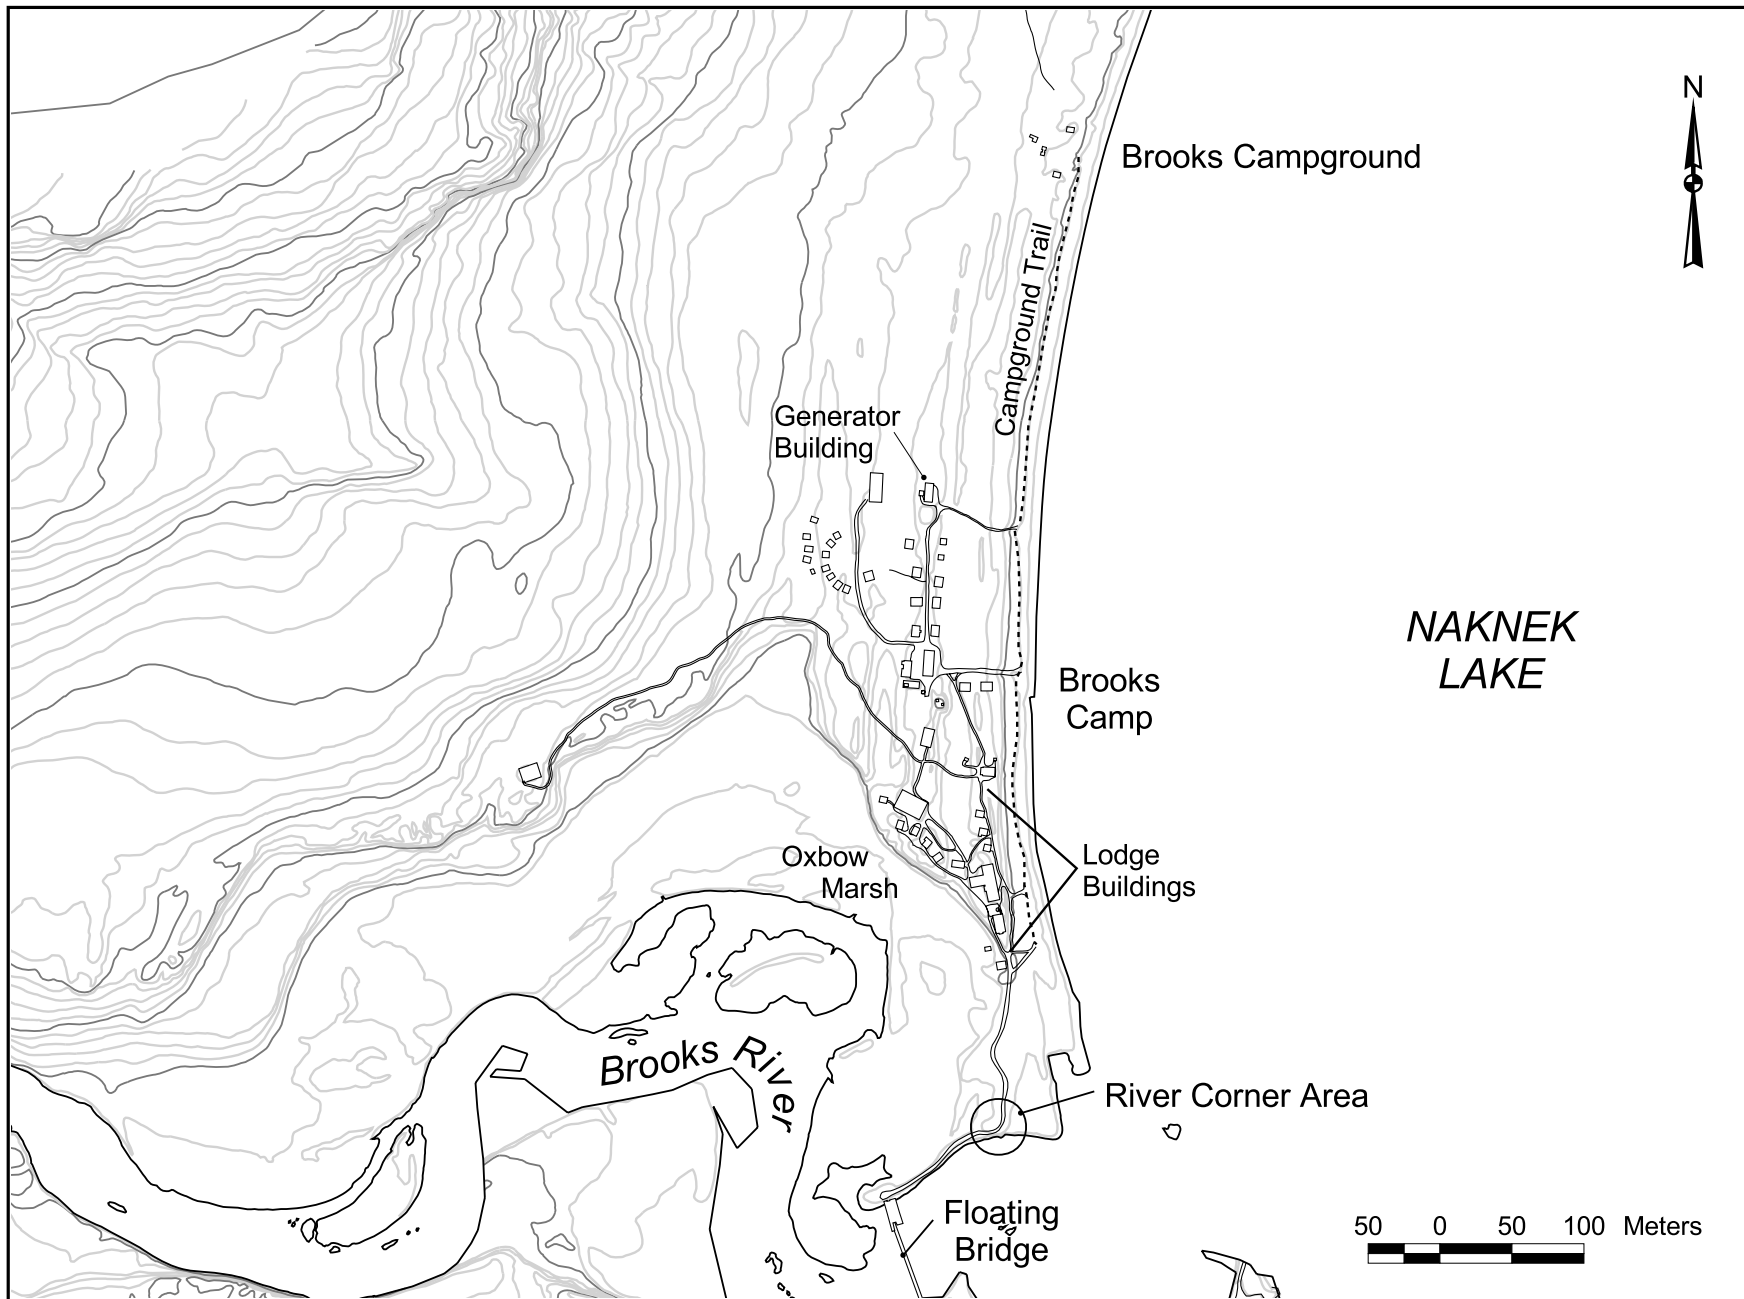 N
Brooks Campground
Campground Trail
Generator
Building
NAKNEK
LAKE
Brooks
Camp
Oxbow
Marsh
Lodge
Buildings
Brooks River
River Corner Area
Floating
Bridge
50 0 50 100 Meters